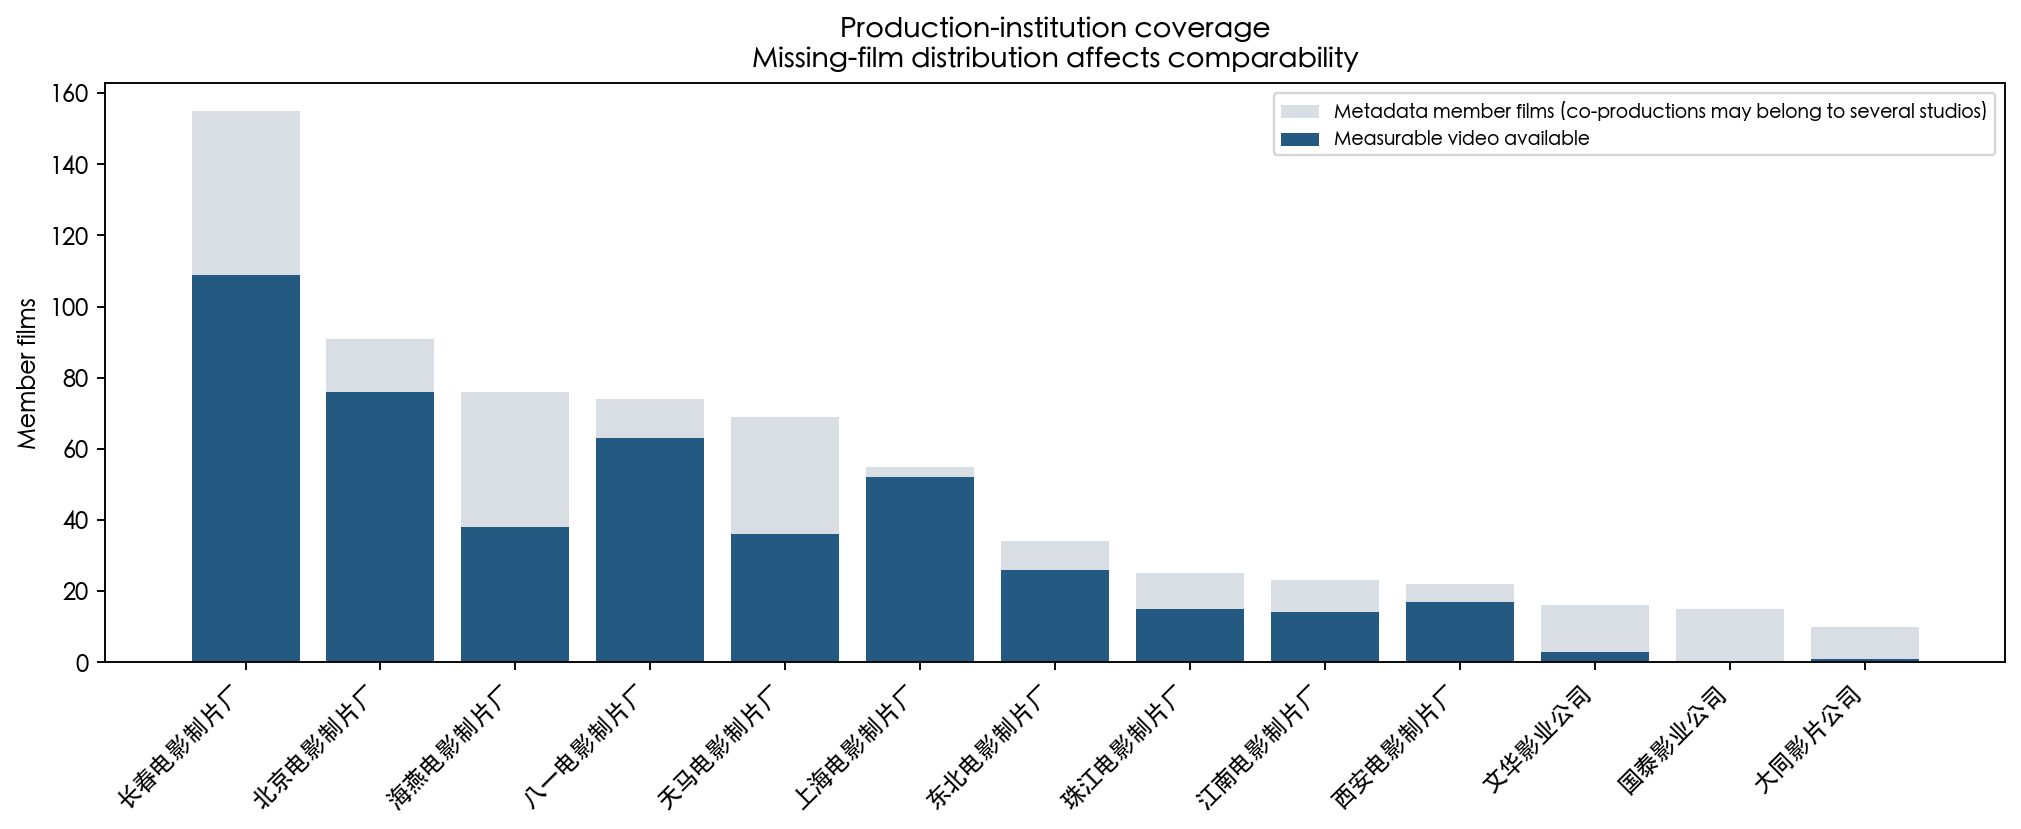 Production-institution coverage
Missing-film distribution affects comparability
Metadata member films (co-productions may belong to several studios)
Measurable video available
Member films
160
140
120
100
80
60
40
20
0
长春电影制片厂
北京电影制片厂
海燕电影制片厂
八一电影制片厂
天马电影制片厂
上海电影制片厂
东北电影制片厂
珠江电影制片厂
江南电影制片厂
西安电影制片厂
文华影业公司
国泰影业公司
大同影片公司